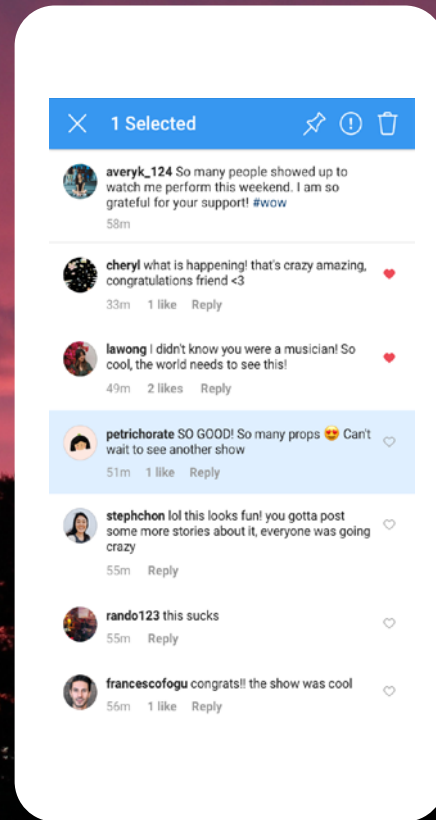 1 Selected
averyk_124 So many people showed up to
watch me perform this weekend. I am so
grateful for your support! #wow
58m
cheryl what is happening! that's crazy amazing,
congratulations friend <3
33m 1 like Reply
lawong I didn't know you were a musician! So
cool, the world needs to see this!
49m 2 likes Reply
petrichorate SO GOOD! So many props 😍 Can't
wait to see another show
51m 1 like Reply
stephchon lol this looks fun! you gotta post
some more stories about it, everyone was going
crazy
55m Reply
rando123 this sucks
55m Reply
francescofogu congrats!! the show was cool
56m 1 like Reply